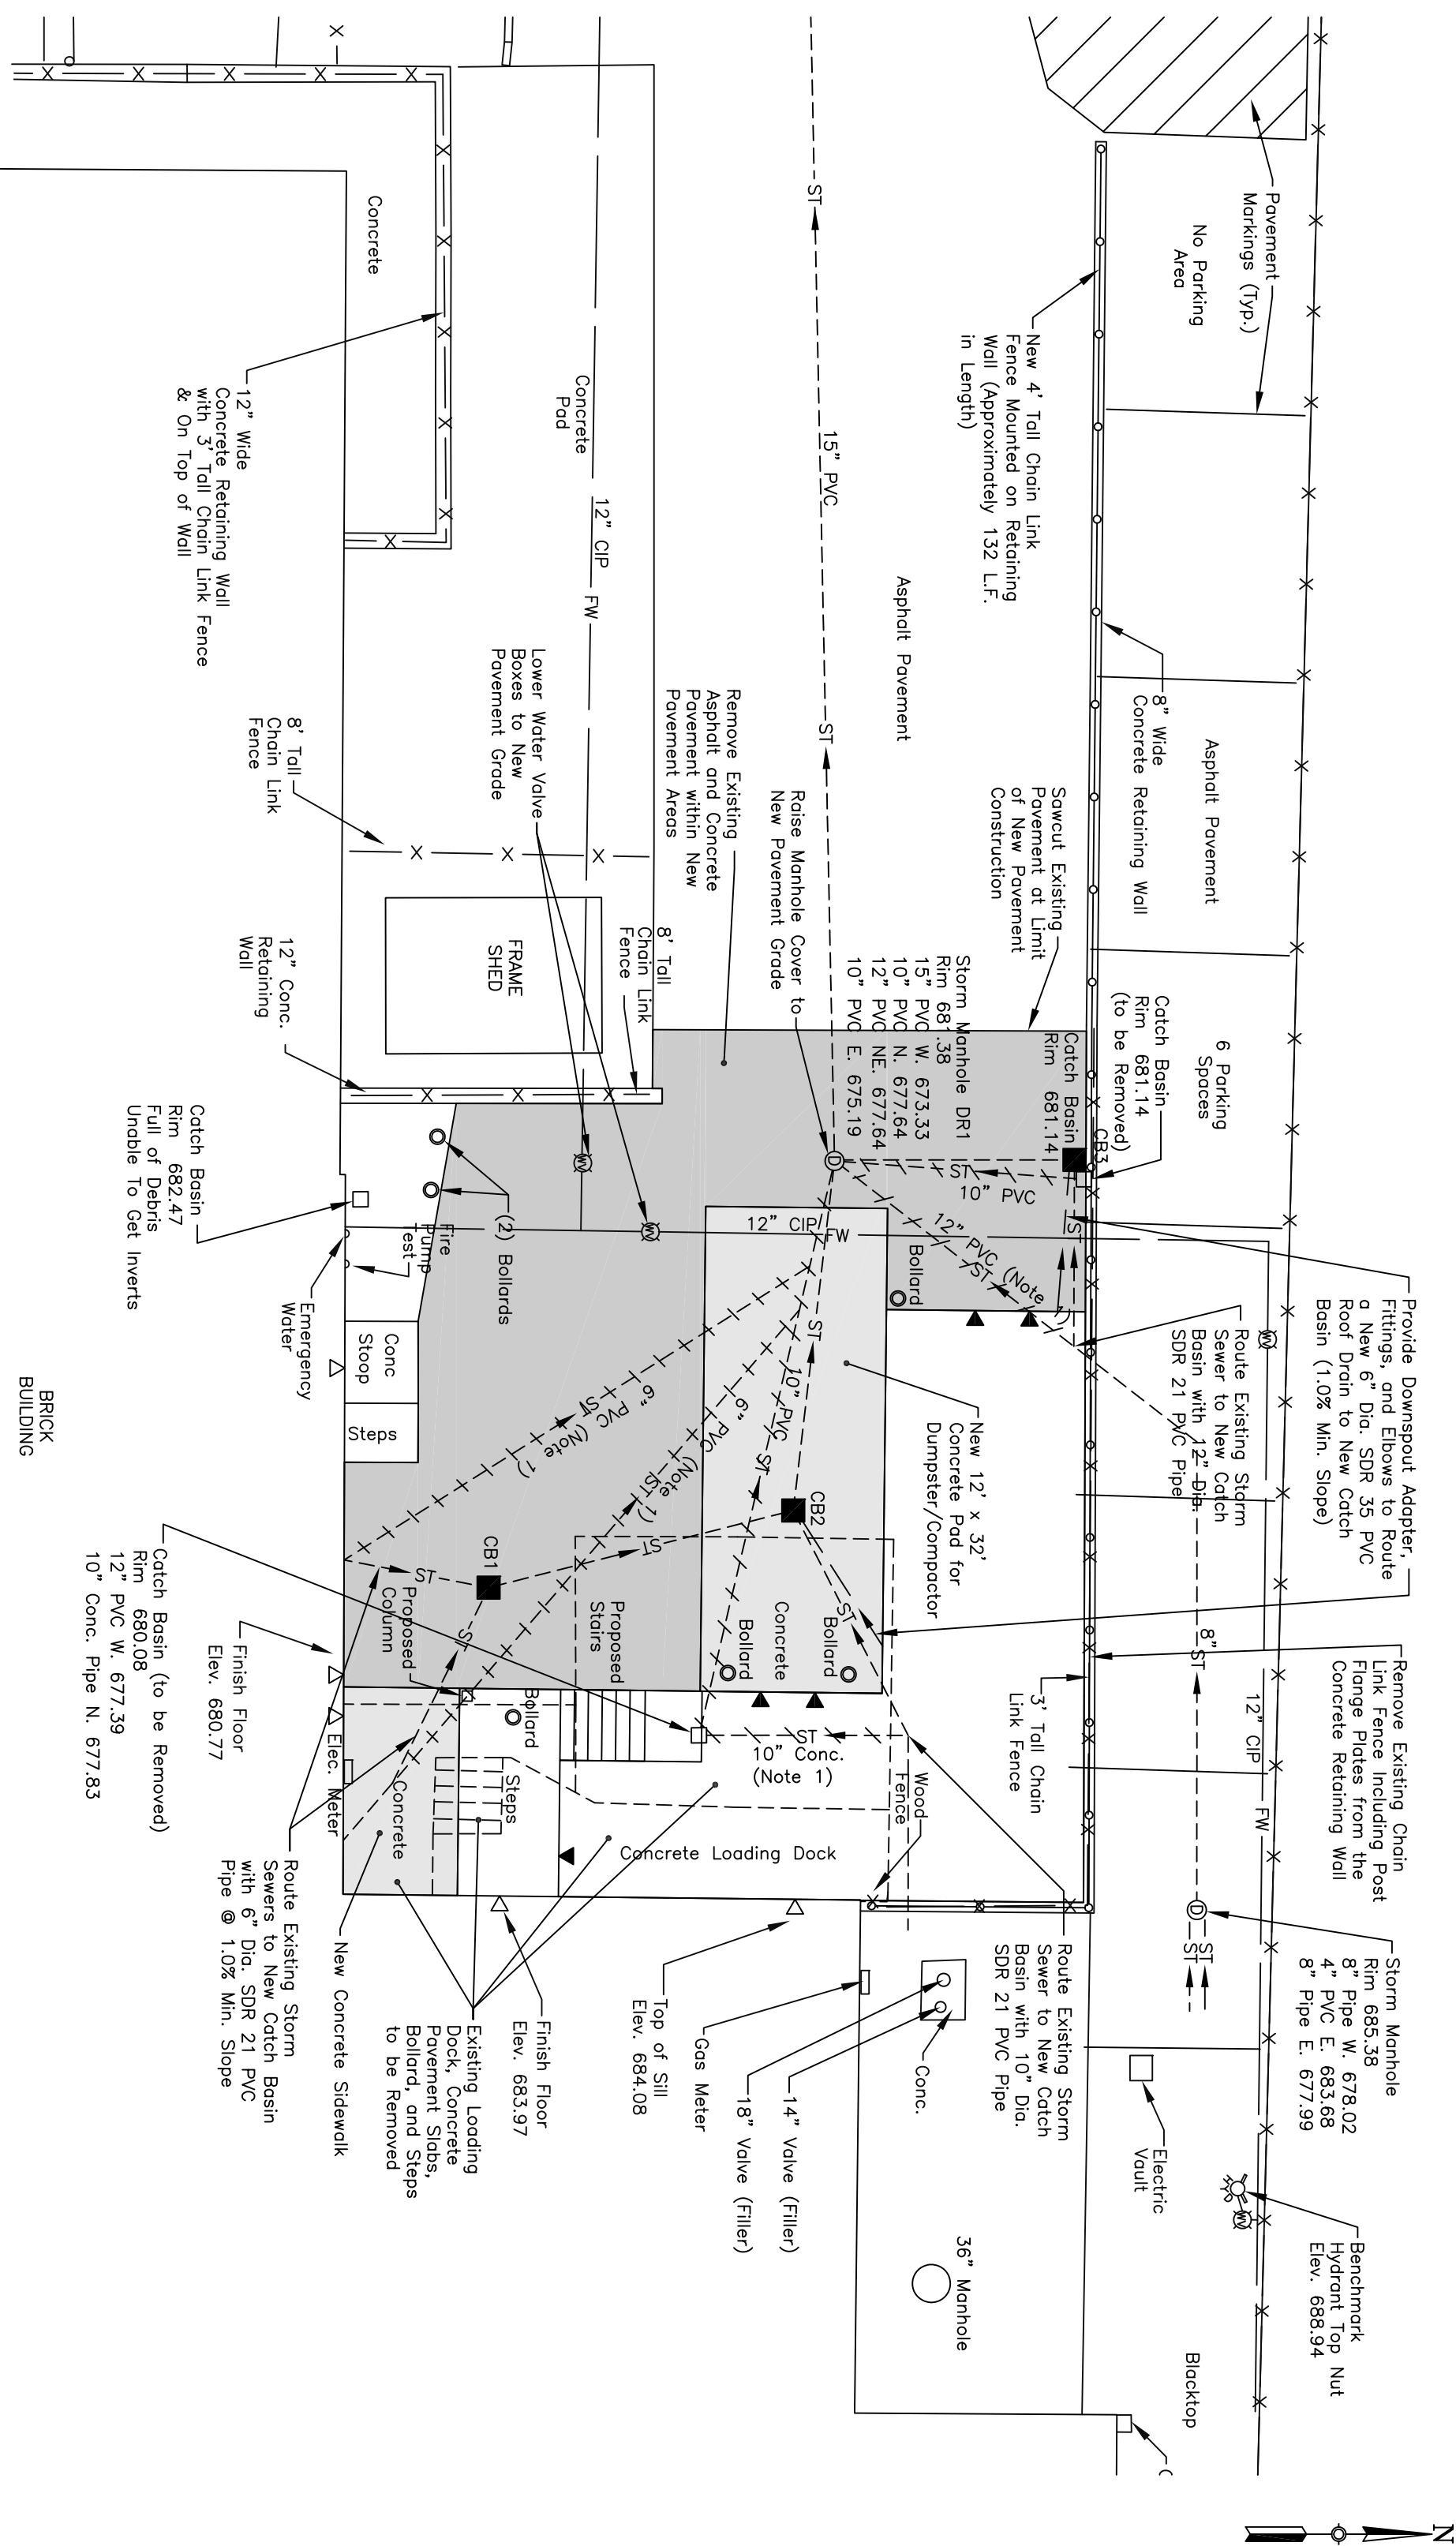 Pavement
Markings (Typ.)
No Parking
Area
Concrete
12" Wide
Concrete Retaining Wall
with 3' Tall Chain Link Fence
& On Top of Wall
Concrete
Pad
12" CIP
FW
ST
15" PVC
ST
New 4' Tall Chain Link
Fence Mounted on Retaining
Wall (Approximately 132 L.F.
in Length)
Asphalt Pavement
8" Wide
Concrete Retaining Wall
Asphalt Pavement
6 Parking
Spaces
Lower Water Valve
Boxes to New
Pavement Grade
Remove Existing
Asphalt and Concrete
Pavement within New
Pavement Areas
Raise Manhole Cover to
New Pavement Grade
Sawcut Existing
Pavement at Limit
of New Pavement
Construction
8' Tall
Chain Link
Fence
FRAME
SHED
8' Tall
Chain Link
Fence
12" Conc.
Retaining
Wall
Storm Manhole DR1
15" PVC W. 673.33
10" PVC N. 677.64
12" PVC NE. 677.64
10" PVC E. 675.19
Catch Basin
Rim 681.14
Catch Basin
Rim 681.14
(to be Removed)
CB3
D
ST
10" PVC
ST
12" PVC (Note 1)
ST
12" CIP
FW
Bollard
Catch Basin
Rim 682.47
Full of Debris
Unable To Get Inverts
Fire
Pump
Test
(2) Bollards
Emergency
Water
Conc
Stoop
Steps
BRICK
BUILDING
6" PVC (Note 1)
ST
6" PVC (Note 1)
ST
10" PVC
ST
ST
CB2
CB1
ST
ST
ST
New 12' x 32'
Concrete Pad for
Dumpster/Compactor
Provide Downspout Adapter,
Fittings, and Elbows to Route
a New 6" Dia. SDR 35 PVC
Roof Drain to New Catch
Basin (1.0% Min. Slope)
Route Existing Storm
Sewer to New Catch
Basin with 12" Dia.
SDR 21 PVC Pipe
8" ST
12" CIP
FW
Remove Existing Chain
Link Fence Including Post
Flange Plates from the
Concrete Retaining Wall
3' Tall Chain
Link Fence
Proposed
Column
Proposed
Stairs
Bollard
Concrete
Bollard
Catch Basin (to be Removed)
Rim 680.08
12" PVC W. 677.39
10" Conc. Pipe N. 677.83
Finish Floor
Elev. 680.77
Elec. Meter
Concrete
Bollard
Steps
ST
10" Conc.
(Note 1)
Wood
Fence
Concrete Loading Dock
Route Existing Storm
Sewers to New Catch Basin
with 6" Dia. SDR 21 PVC
Pipe @ 1.0% Min. Slope
New Concrete Sidewalk
Existing Loading
Dock, Concrete
Pavement Slabs,
Bollard, and Steps
to be Removed
Finish Floor
Elev. 683.97
Top of Sill
Elev. 684.08
Gas Meter
18" Valve (Filler)
14" Valve (Filler)
Conc.
Route Existing Storm
Sewer to New Catch
Basin with 10" Dia.
SDR 21 PVC Pipe
D
ST
ST
Storm Manhole
Rim 685.38
8" Pipe W. 678.02
4" PVC E. 683.68
8" Pipe E. 677.99
Electric
Vault
HYD
WV
Benchmark
Hydrant Top Nut
Elev. 688.94
36" Manhole
Blacktop
N